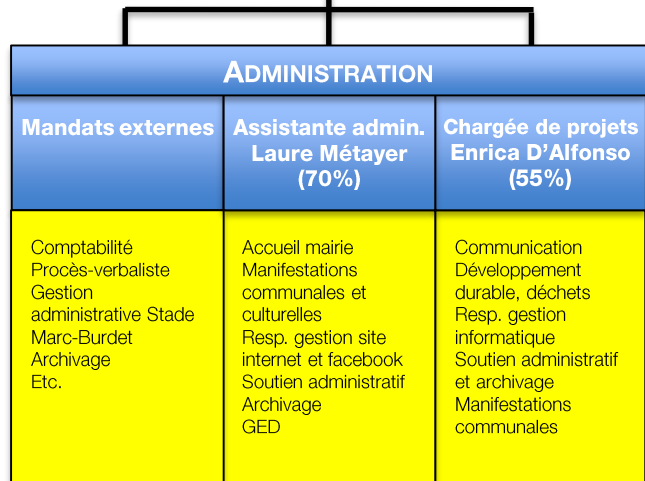 ADMINISTRATION
Mandats externes
Assistante admin.
Laure Métayer
(70%)
Chargée de projets
Enrica D'Alfonso
(55%)
Comptabilité
Procès-verbaliste
Gestion
administrative Stade
Marc-Burdet
Archivage
Etc.
Accueil mairie
Manifestations
communales et
culturelles
Resp. gestion site
internet et facebook
Soutien administratif
Archivage
GED
Communication
Développement
durable, déchets
Resp. gestion
informatique
Soutien administratif
et archivage
Manifestations
communales